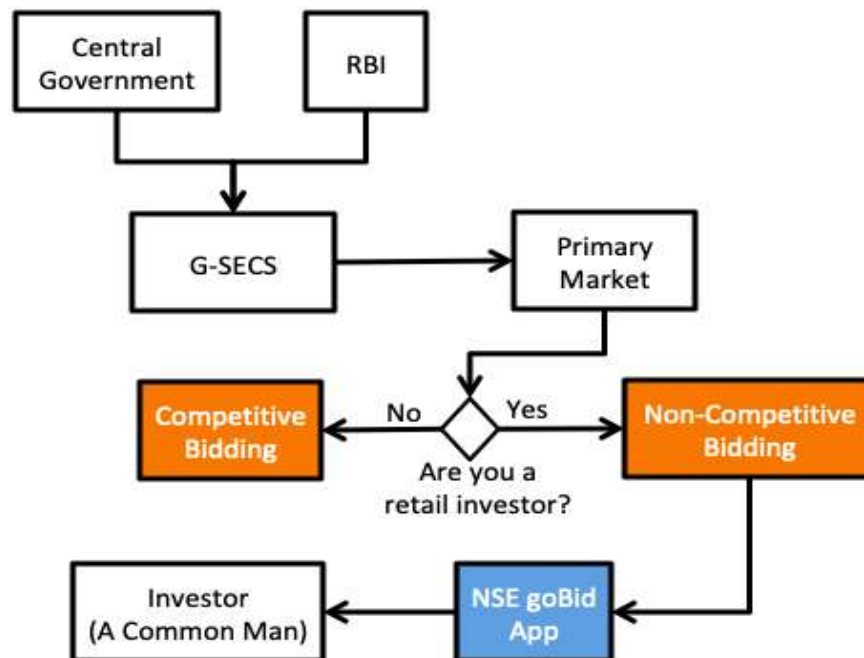 Central
Government
RBI
G-SECS
Primary
Market
Competitive
Bidding
No
Yes
Non-Competitive
Bidding
Are you a
retail investor?
Investor
(A Common Man)
NSE goBid
App